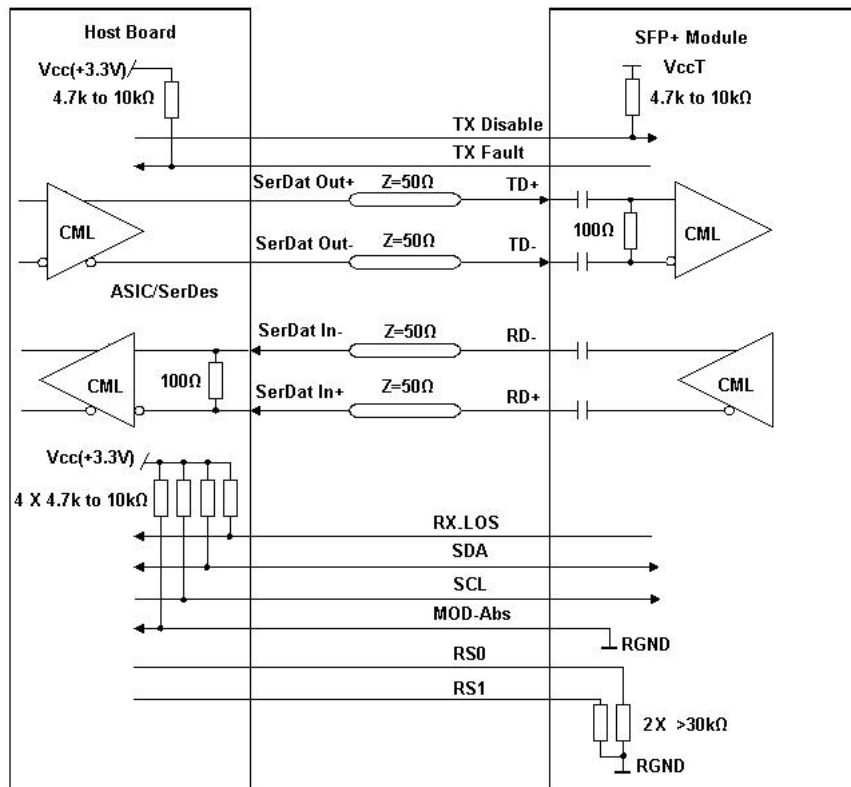 Host Board
SFP+ Module
Vcc(+3.3V)
4.7k to 10kΩ
VccT
4.7k to 10kΩ
TX Disable
TX Fault
SerDat Out+
Z=50Ω
TD+
CML
100Ω
CML
SerDat Out-
Z=50Ω
TD-
ASIC/SerDes
SerDat In-
Z=50Ω
RD-
CML
100Ω
CML
SerDat In+
Z=50Ω
RD+
Vcc(+3.3V)
4 X 4.7k to 10kΩ
RX_LOS
SDA
SCL
MOD-Abs
RGND
RS0
RS1
2X >30kΩ
RGND